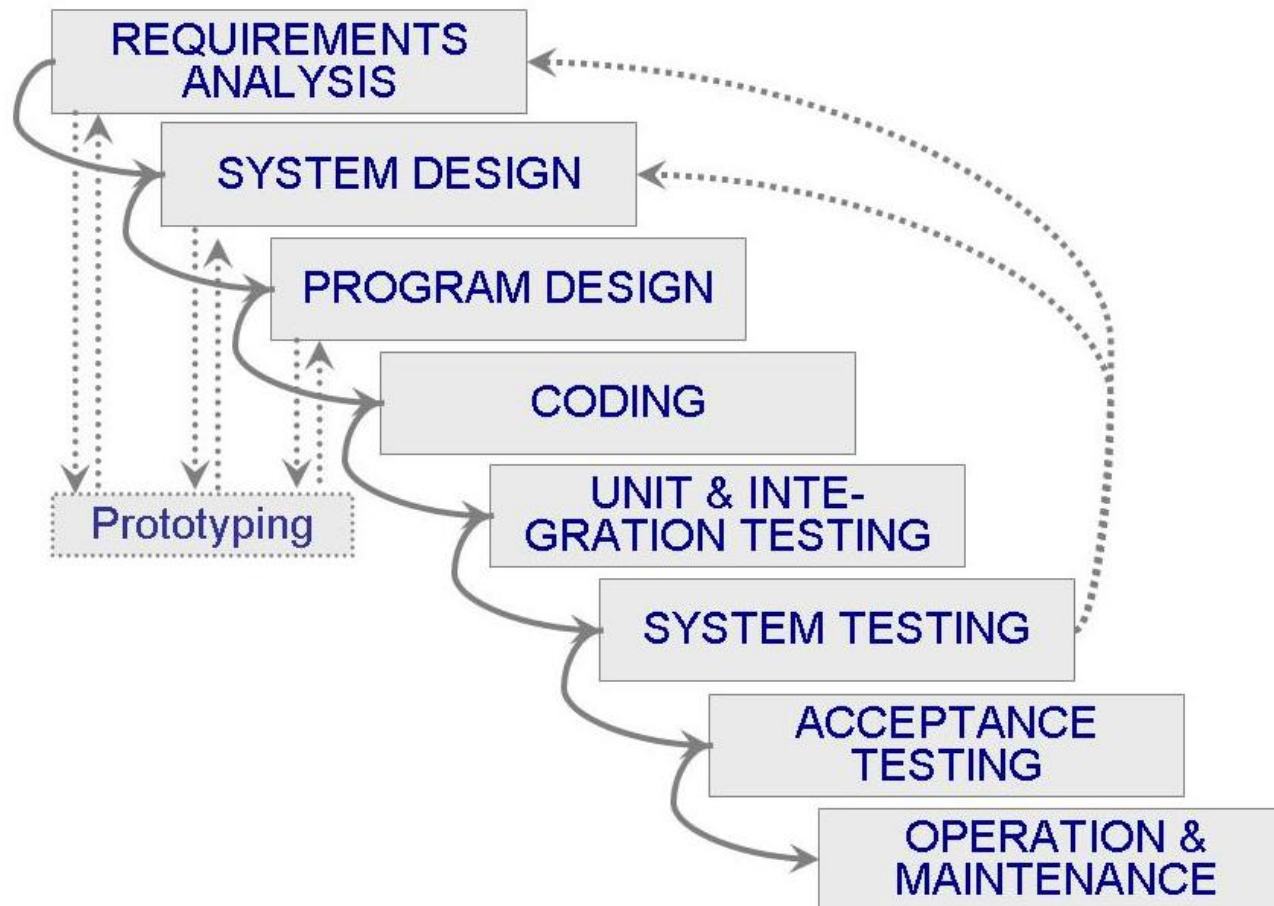 REQUIREMENTS
ANALYSIS
SYSTEM DESIGN
PROGRAM DESIGN
CODING
UNIT & INTE-
GRATION TESTING
Prototyping
SYSTEM TESTING
ACCEPTANCE
TESTING
OPERATION &
MAINTENANCE